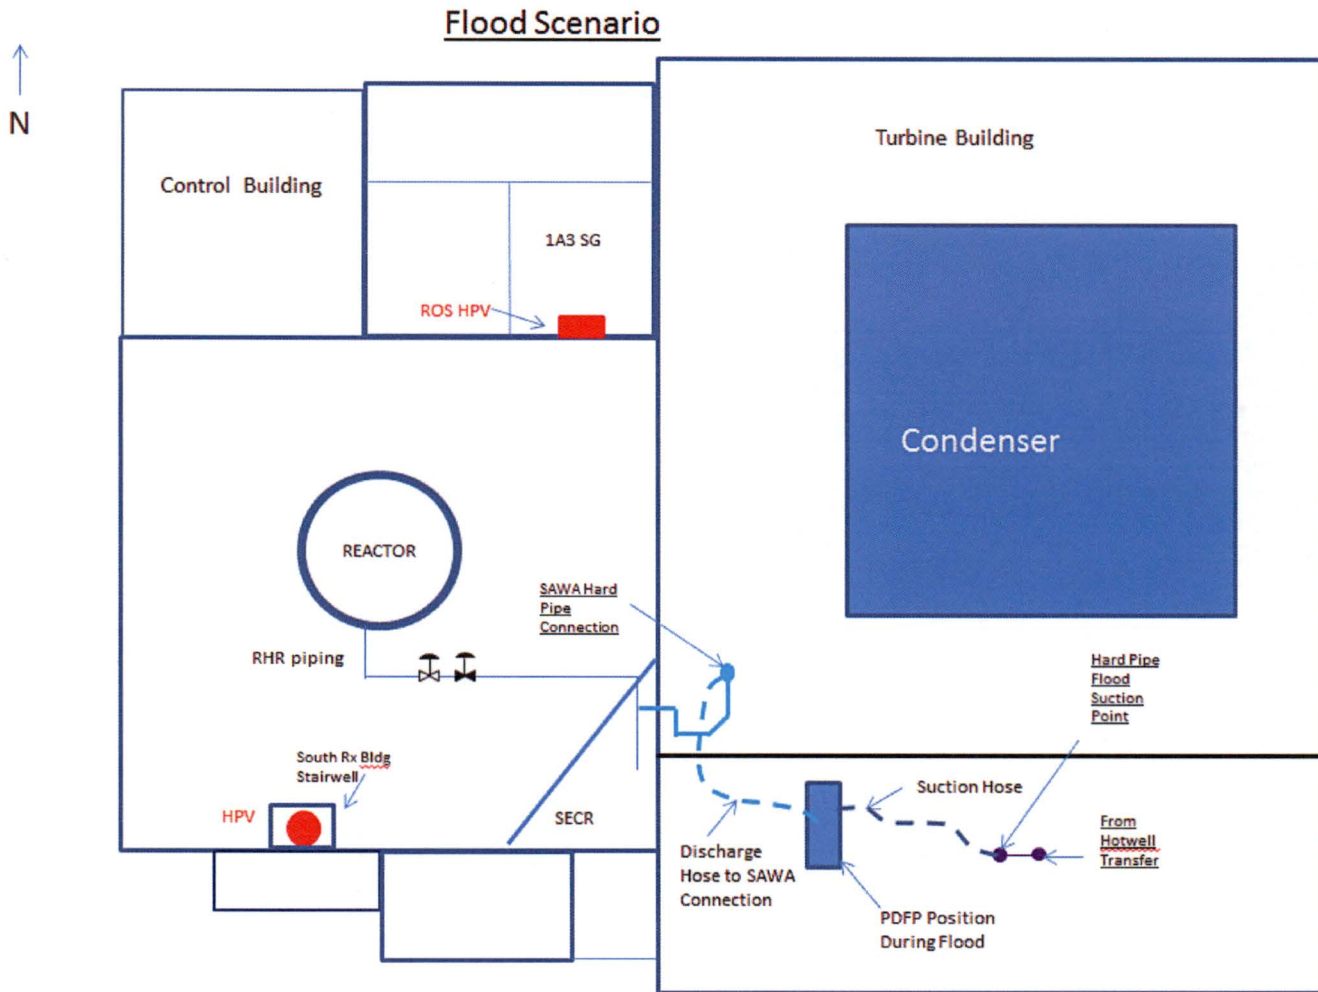 Flood Scenario
N
Control Building
Turbine Building
1A3 SG
ROS HPV
Condenser
REACTOR
SAWA Hard
Pipe
Connection
RHR piping
Hard Pipe
Flood
Suction
Point
South Rx Bldg
Stairwell
HPV
SECR
Suction Hose
From
Hotwell
Transfer
Discharge
Hose to SAWA
Connection
PDFP Position
During Flood